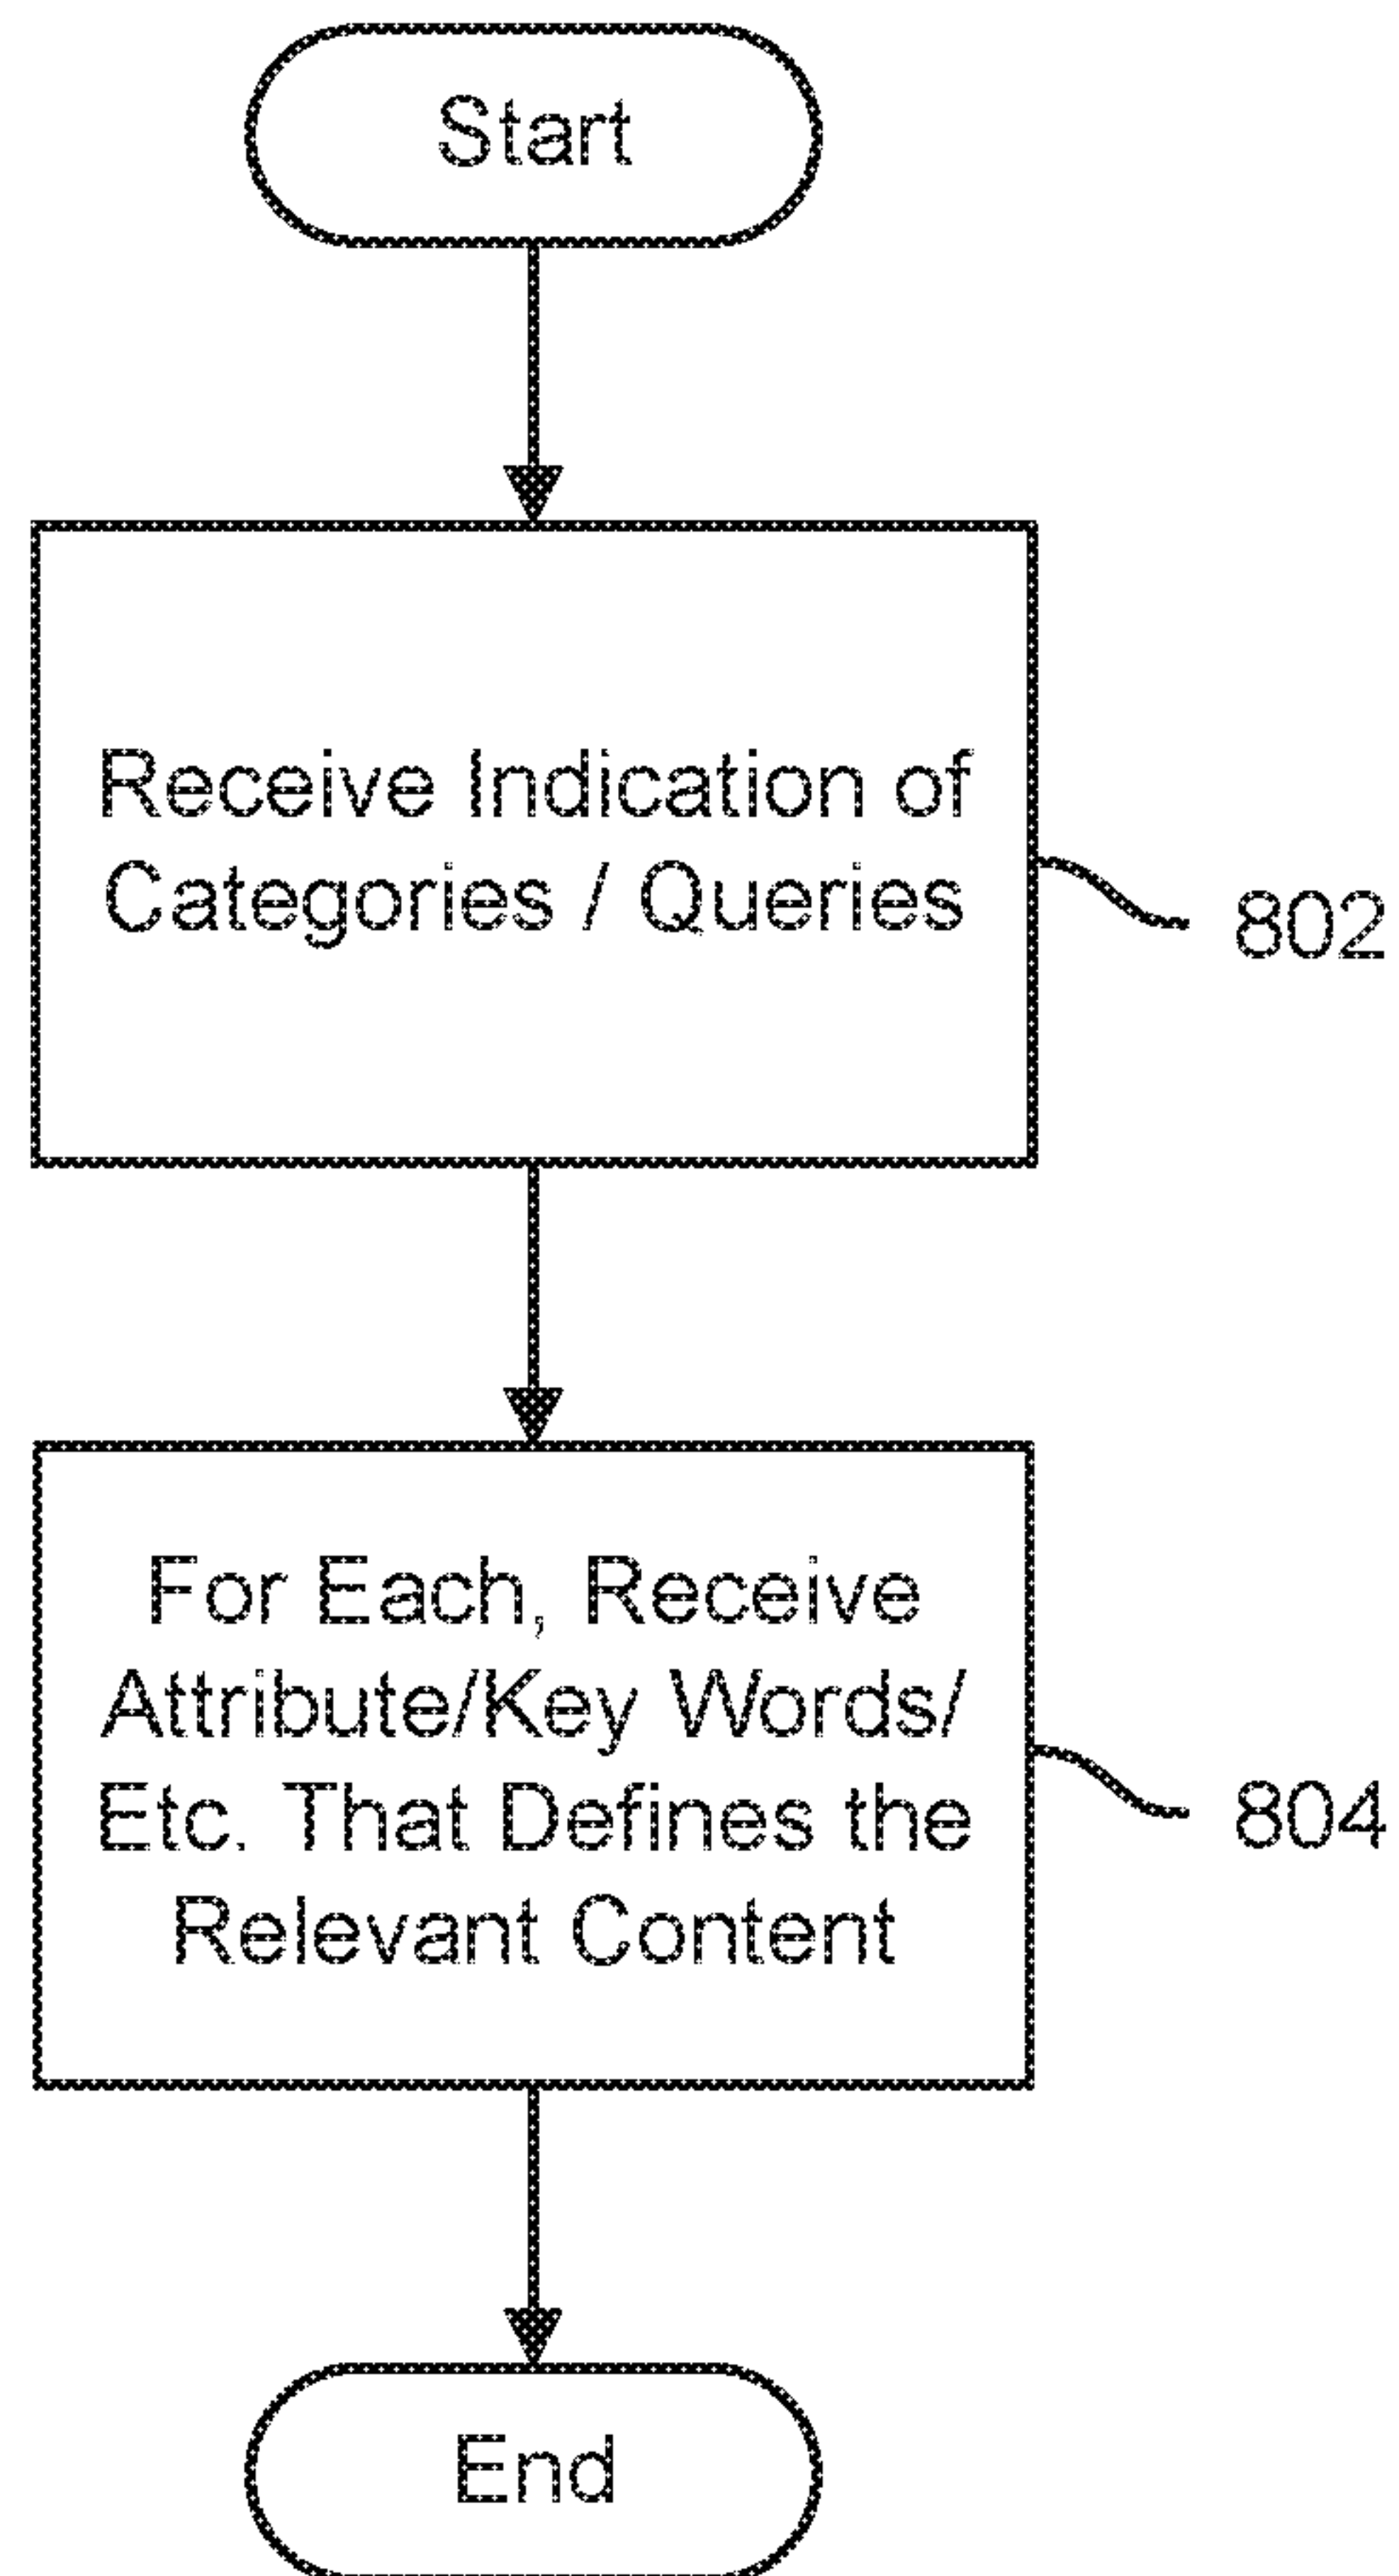 Start
Receive Indication of
Categories / Queries
802
For Each, Receive
Attribute/Key Words/
Etc. That Defines the
Relevant Content
804
End